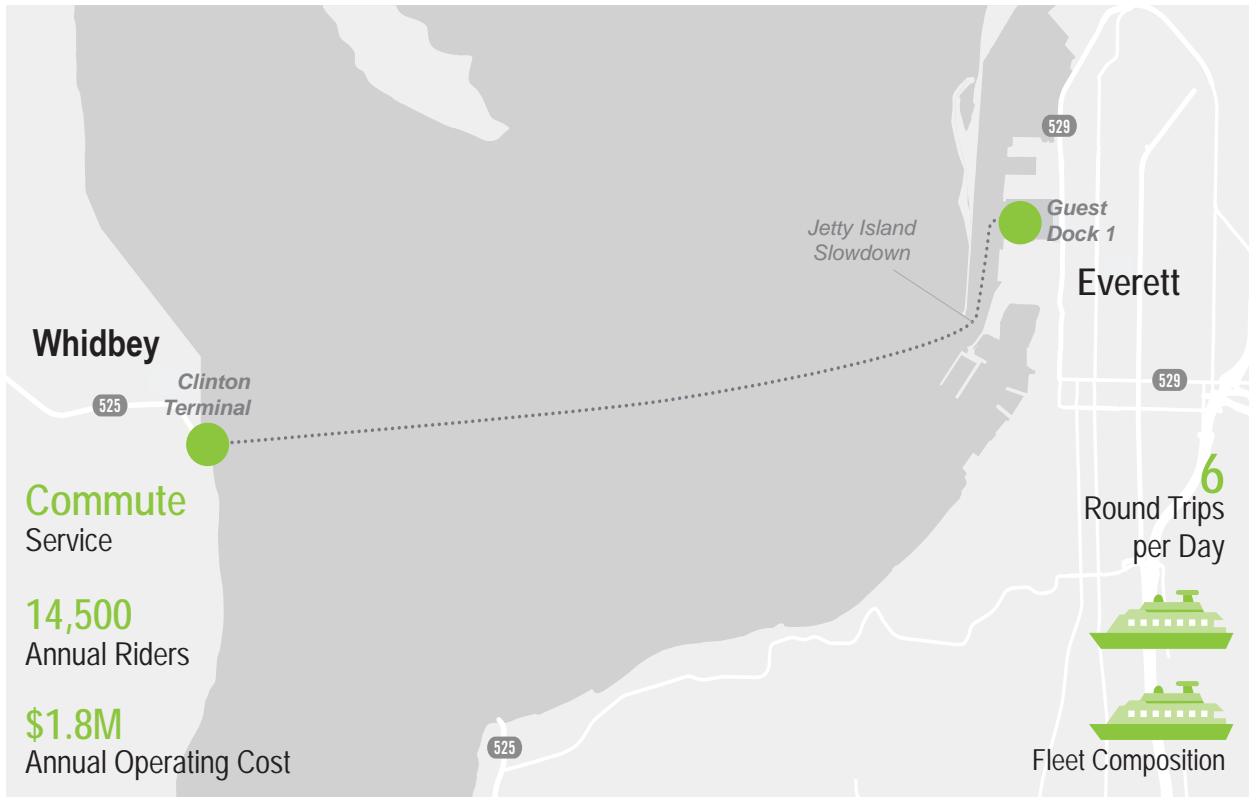 529
Guest
Dock 1
Jetty Island
Slowdown
Everett
Whidbey
Clinton
Terminal
525
529
Commute
Service
6
Round Trips
per Day
14,500
Annual Riders
$1.8M
Annual Operating Cost
525
Fleet Composition